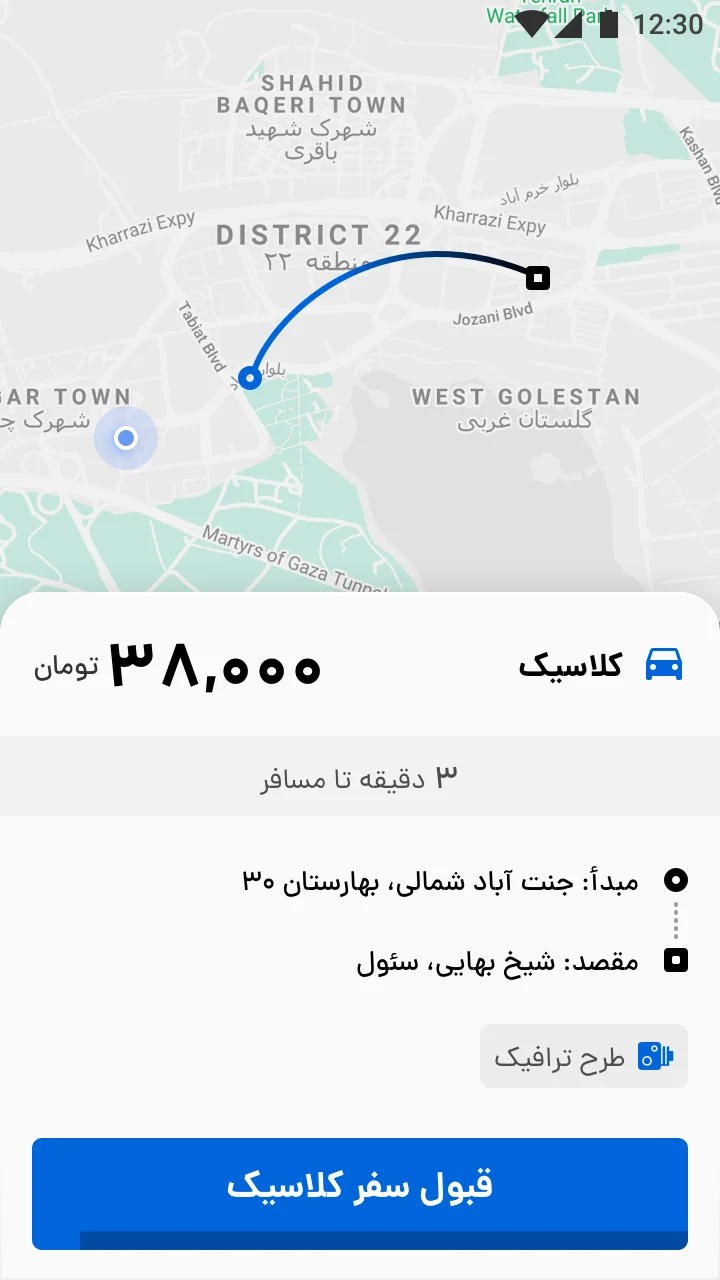 Tehran
Waterfall Park
12:30
SHAHID
BAQERI TOWN
شهرک شهید
باقری
Kashan Blvd
بلوار خرم آباد
Kharrazi Expy
Kharrazi Expy
DISTRICT 22
منطقه ۲۲
Tabiat Blvd
Jozani Blvd
بلوار
GAR TOWN
شهرک چ
WEST GOLESTAN
گلستان غربی
Martyrs of Gaza Tunnel
کلاسیک
۳۸,۰۰۰ تومان
۳ دقیقه تا مسافر
مبدأ: جنت آباد شمالی، بهارستان ۳۰
مقصد: شیخ بهایی، سئول
طرح ترافیک
قبول سفر کلاسیک